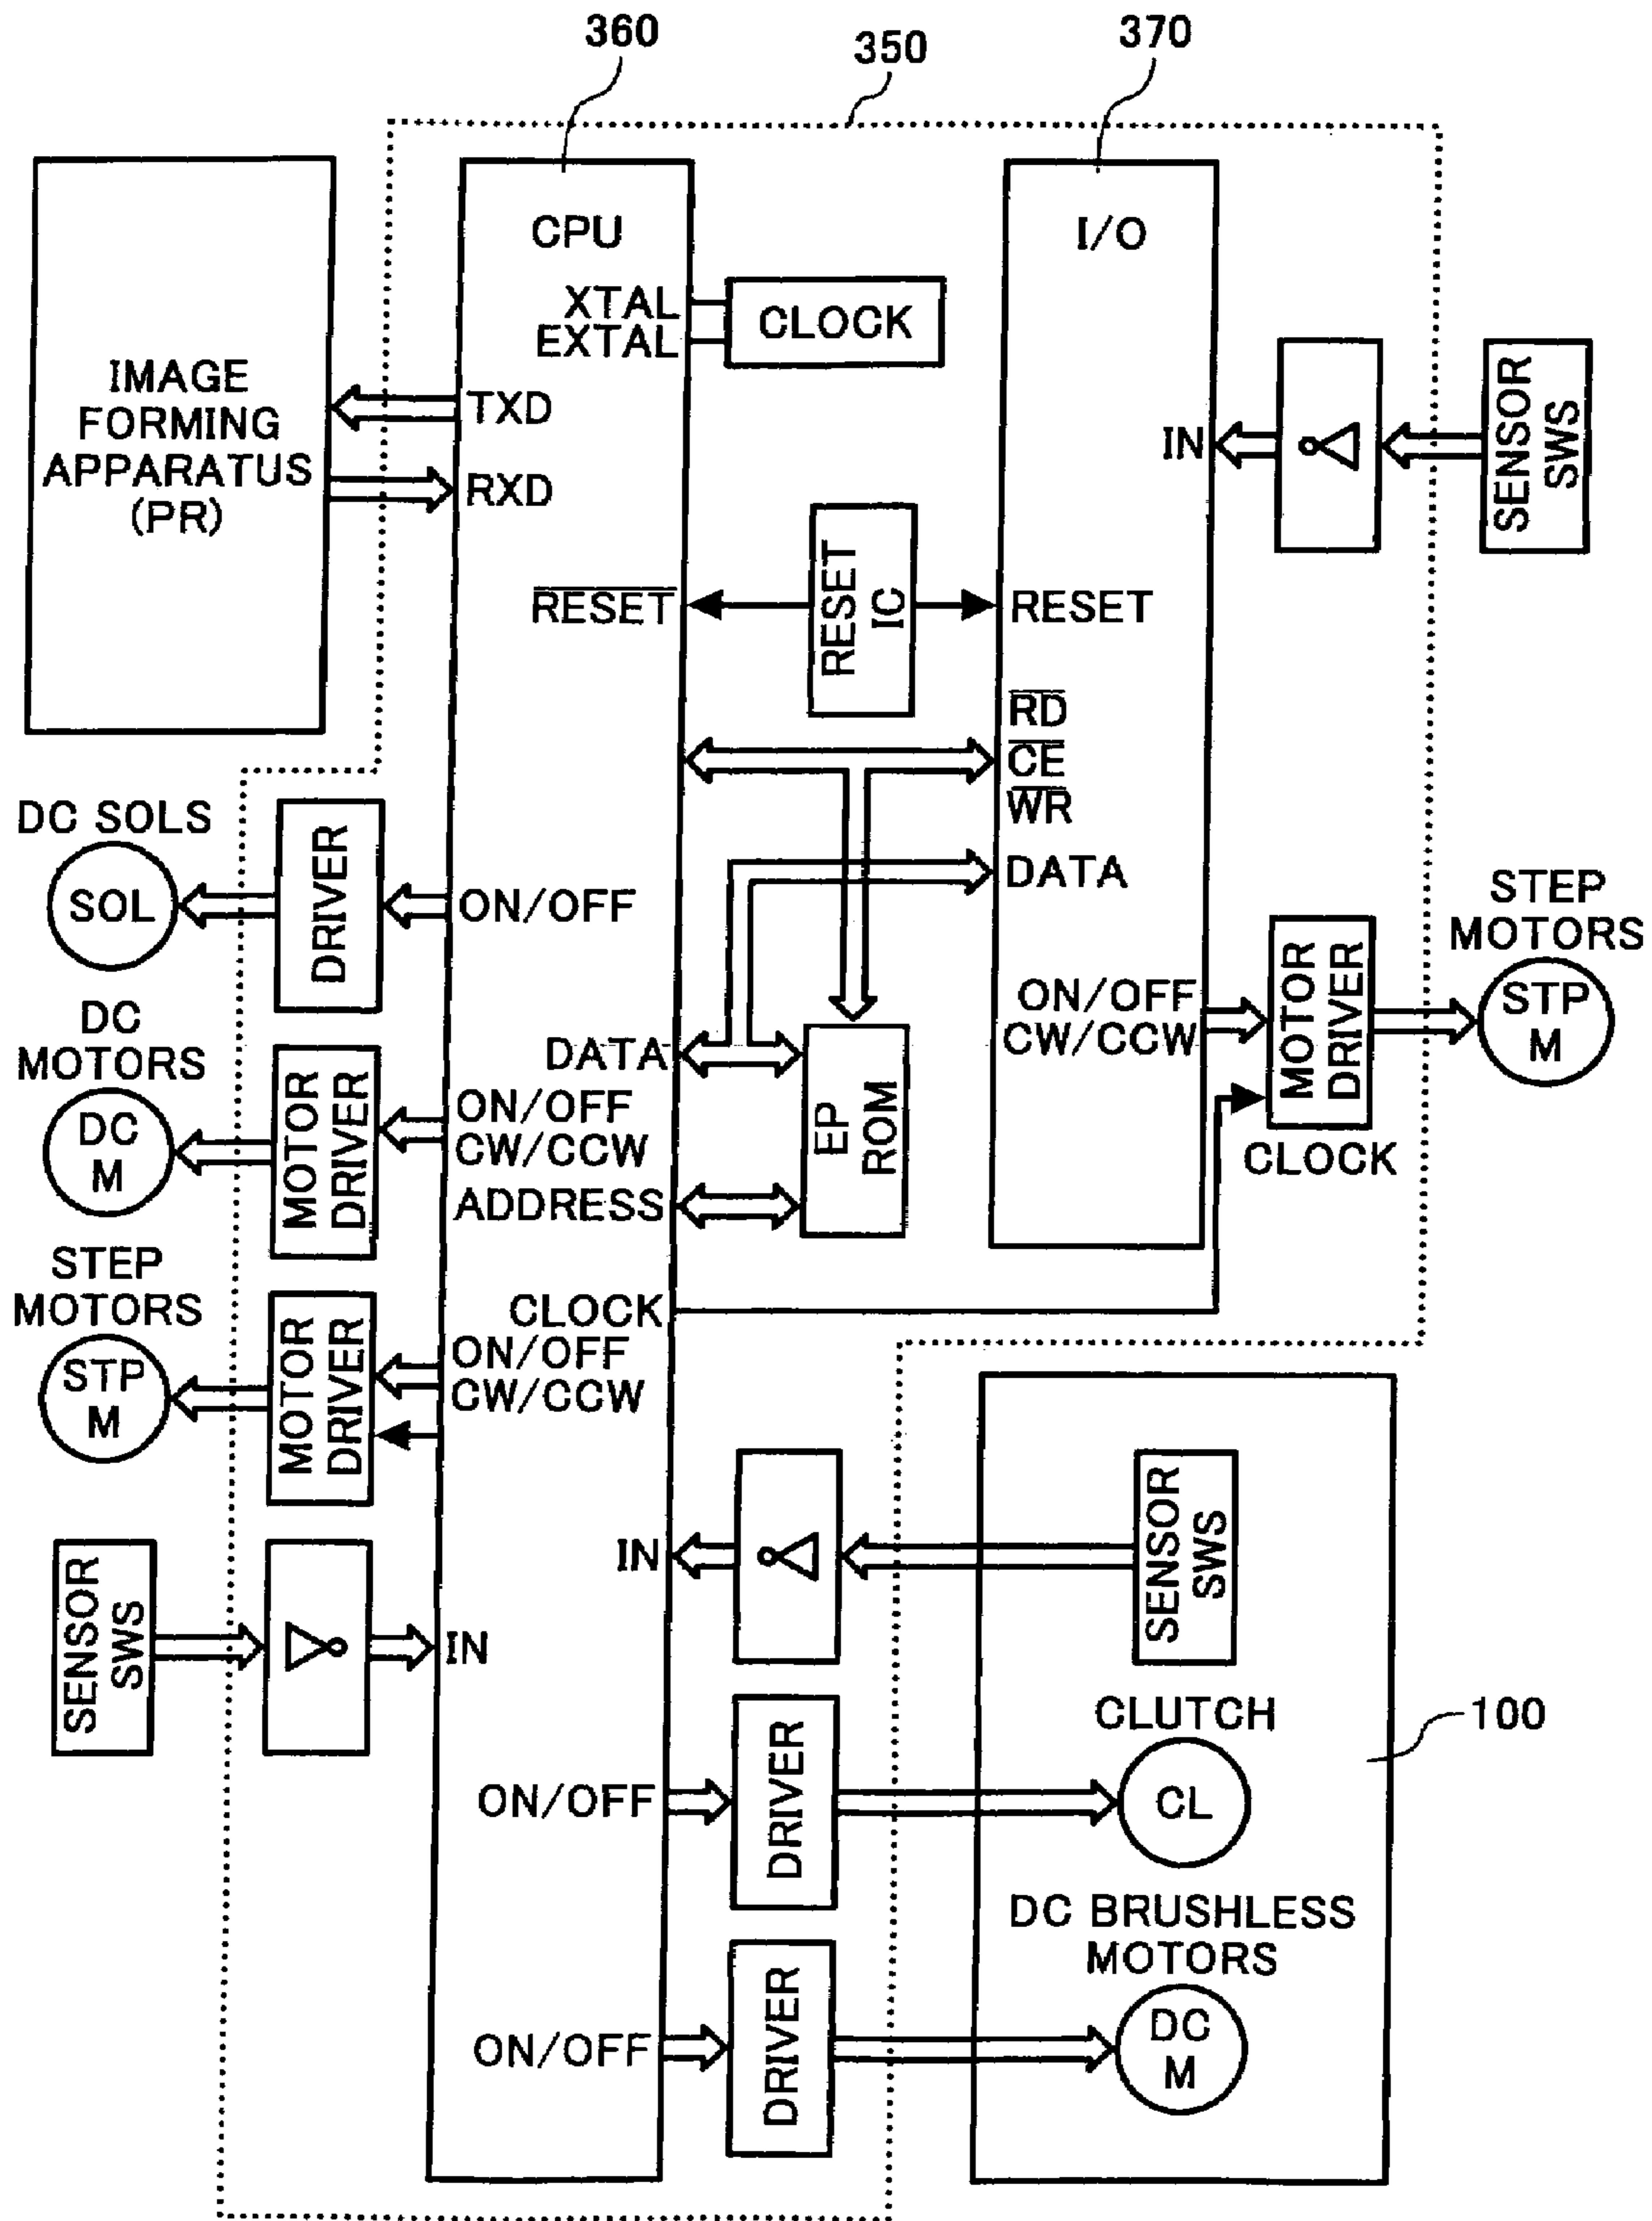 360
350
370
CPU
I/O
XTAL
EXTAL
CLOCK
IMAGE
FORMING
APPARATUS
(PR)
TXD
RXD
IN
SENSOR
SWS
RESET
RESET
IC
RESET
RD
CE
WR
DATA
DC SOLS
SOL
DRIVER
ON/OFF
STEP
MOTORS
ON/OFF
CW/CCW
MOTOR
DRIVER
STP
M
CLOCK
DC
MOTORS
DC
M
MOTOR
DRIVER
DATA
ON/OFF
CW/CCW
ADDRESS
EP
ROM
STEP
MOTORS
STP
M
MOTOR
DRIVER
CLOCK
ON/OFF
CW/CCW
IN
SENSOR
SWS
SENSOR
SWS
IN
CLUTCH
CL
100
ON/OFF
DRIVER
DC BRUSHLESS
MOTORS
DC
M
ON/OFF
DRIVER